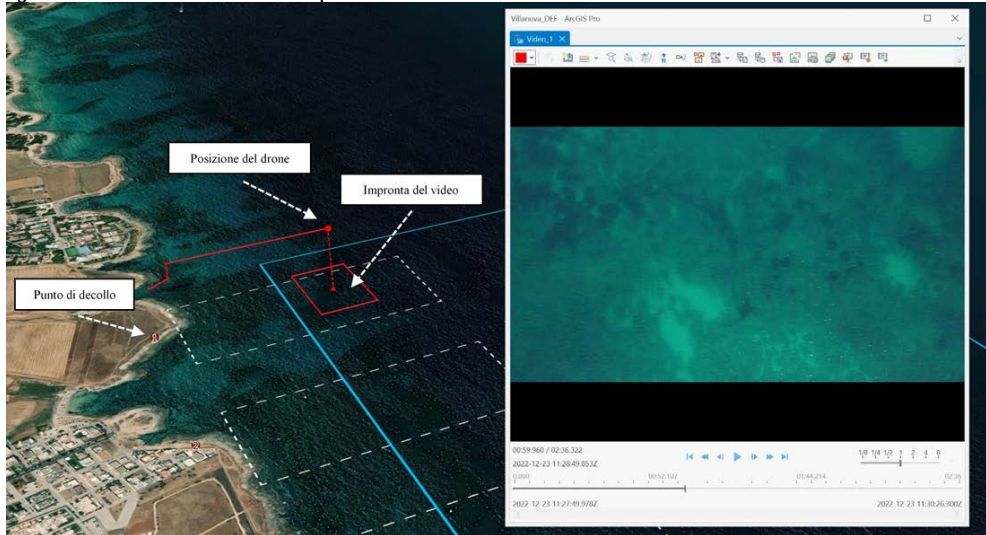 Villanova_DEF - ArcGIS Pro
Video_1
Posizione del drone
Impronta del video
Punto di decollo
1
2
00:59.960 / 02:36.322
2022-12-23 11:28:49.853Z
1/8 1/4 1/2 1 2 4 8
0.000 00:52.107 01:44.214 02:36
2022-12-23 11:27:49.978Z 2022-12-23 11:30:26.300Z